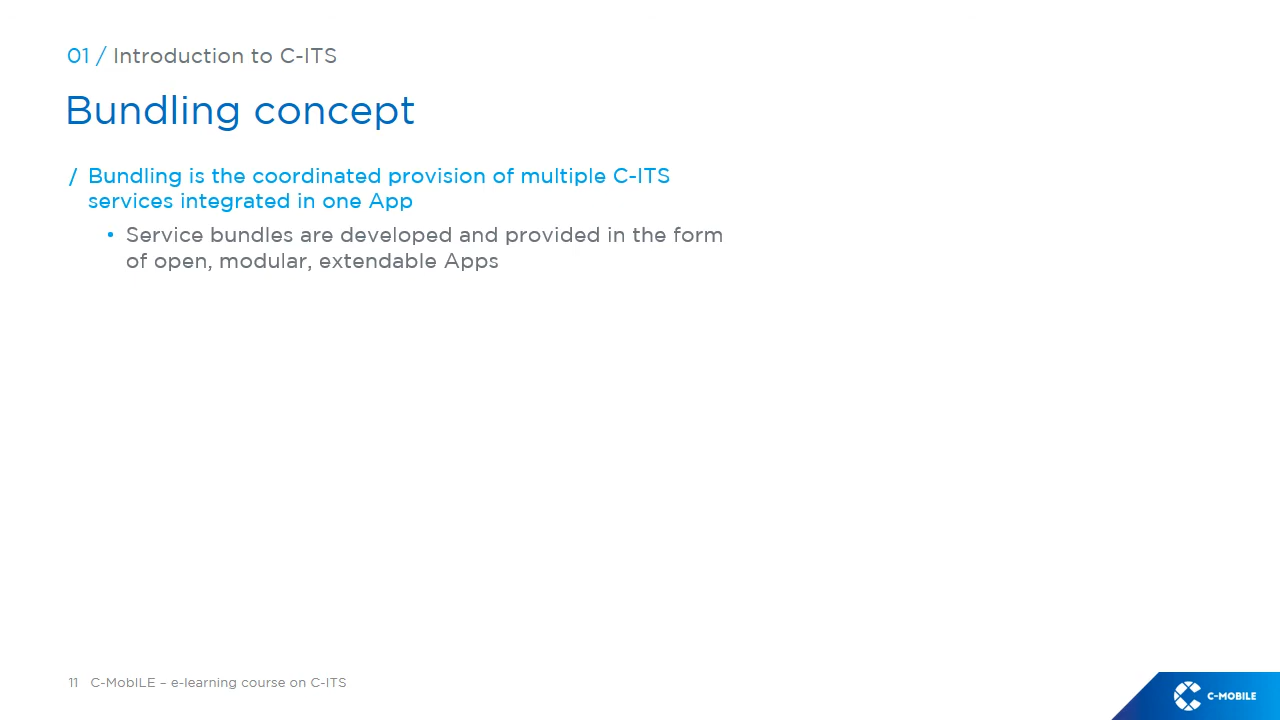 01 / Introduction to C-ITS
Bundling concept
/ Bundling is the coordinated provision of multiple C-ITS
services integrated in one App
• Service bundles are developed and provided in the form
of open, modular, extendable Apps
11 C-MobILE – e-learning course on C-ITS
C-MOBILE